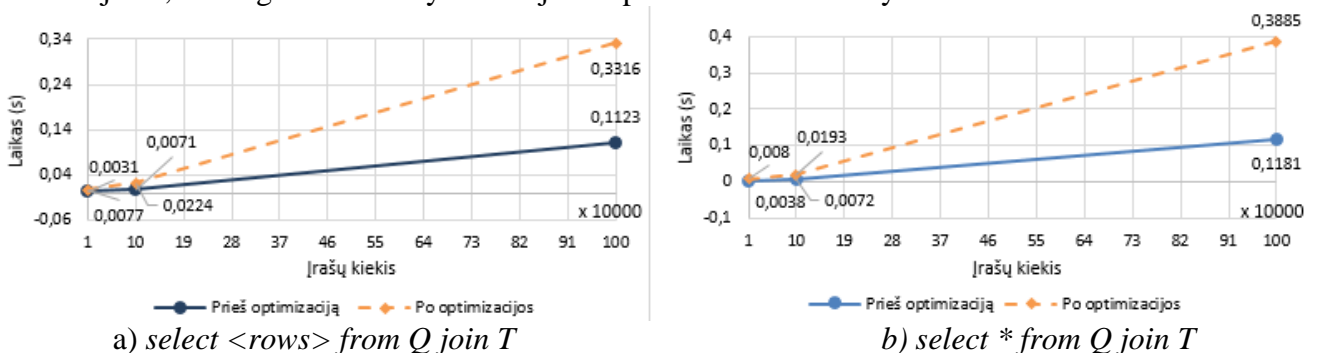 0,34
0,24
0,14
0,04
-0,06
Laikas (s)
0,0031
0,0071
0,0077
0,0224
0,3316
0,1123
x 10000
1 10 19 28 37 46 55 64 73 82 91 100
Įrašų kiekis
Prieš optimizaciją Po optimizacijos
a) select <rows> from Q join T
0,4
0,3
0,2
0,1
0
-0,1
Laikas (s)
0,008
0,0193
0,0038
0,0072
0,3885
0,1181
x 10000
1 10 19 28 37 46 55 64 73 82 91 100
Įrašų kiekis
Prieš optimizaciją Po optimizacijos
b) select * from Q join T